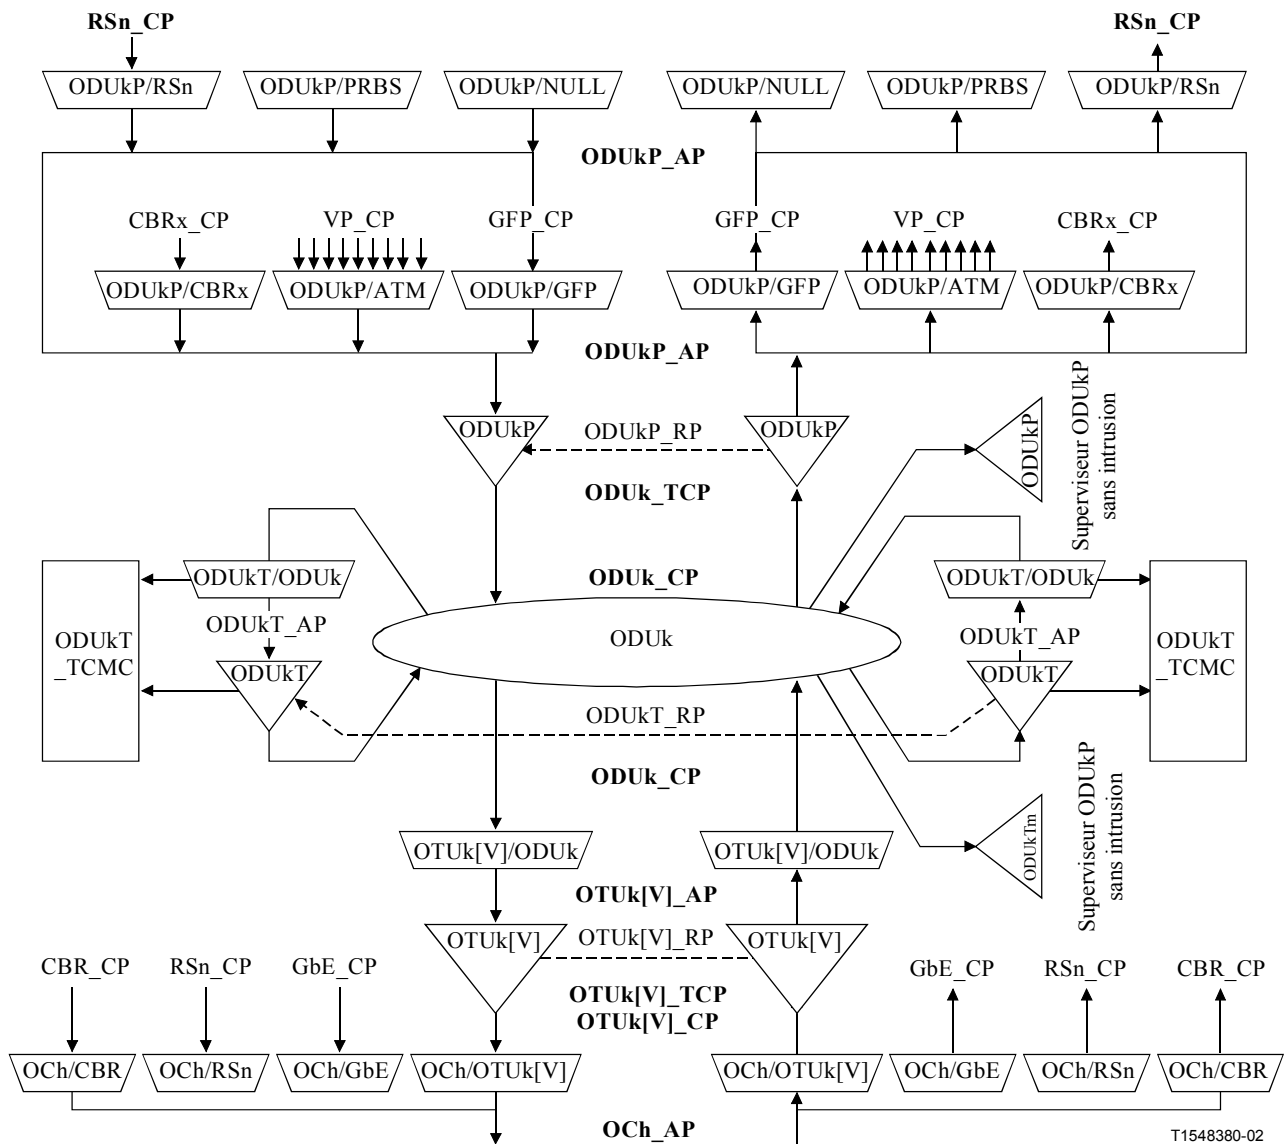 RSn_CP
RSn_CP
ODUkP/RSn
ODUkP/PRBS
ODUkP/NULL
ODUkP/NULL
ODUkP/PRBS
ODUkP/RSn
ODUkP_AP
CBRx_CP
VP_CP
GFP_CP
GFP_CP
VP_CP
CBRx_CP
ODUkP/CBRx
ODUkP/ATM
ODUkP/GFP
ODUkP/GFP
ODUkP/ATM
ODUkP/CBRx
ODUkP_AP
ODUkP
ODUkP_RP
ODUkP
ODUkP
Superviseur ODUkP
sans intrusion
ODUk_TCP
ODUkT/ODUk
ODUk_CP
ODUkT/ODUk
ODUkT_AP
ODUk
ODUkT_AP
ODUkT
_TCMC
ODUkT
_TCMC
ODUkT
ODUkT
ODUkT_RP
ODUk_CP
Superviseur ODUkP
sans intrusion
ODUkTm
OTUk[V]/ODUk
OTUk[V]/ODUk
OTUk[V]_AP
OTUk[V]
OTUk[V]_RP
OTUk[V]
CBR_CP
RSn_CP
GbE_CP
GbE_CP
RSn_CP
CBR_CP
OTUk[V]_TCP
OTUk[V]_CP
OCh/CBR
OCh/RSn
OCh/GbE
OCh/OTUk[V]
OCh/OTUk[V]
OCh/GbE
OCh/RSn
OCh/CBR
OCh_AP
T1548380-02